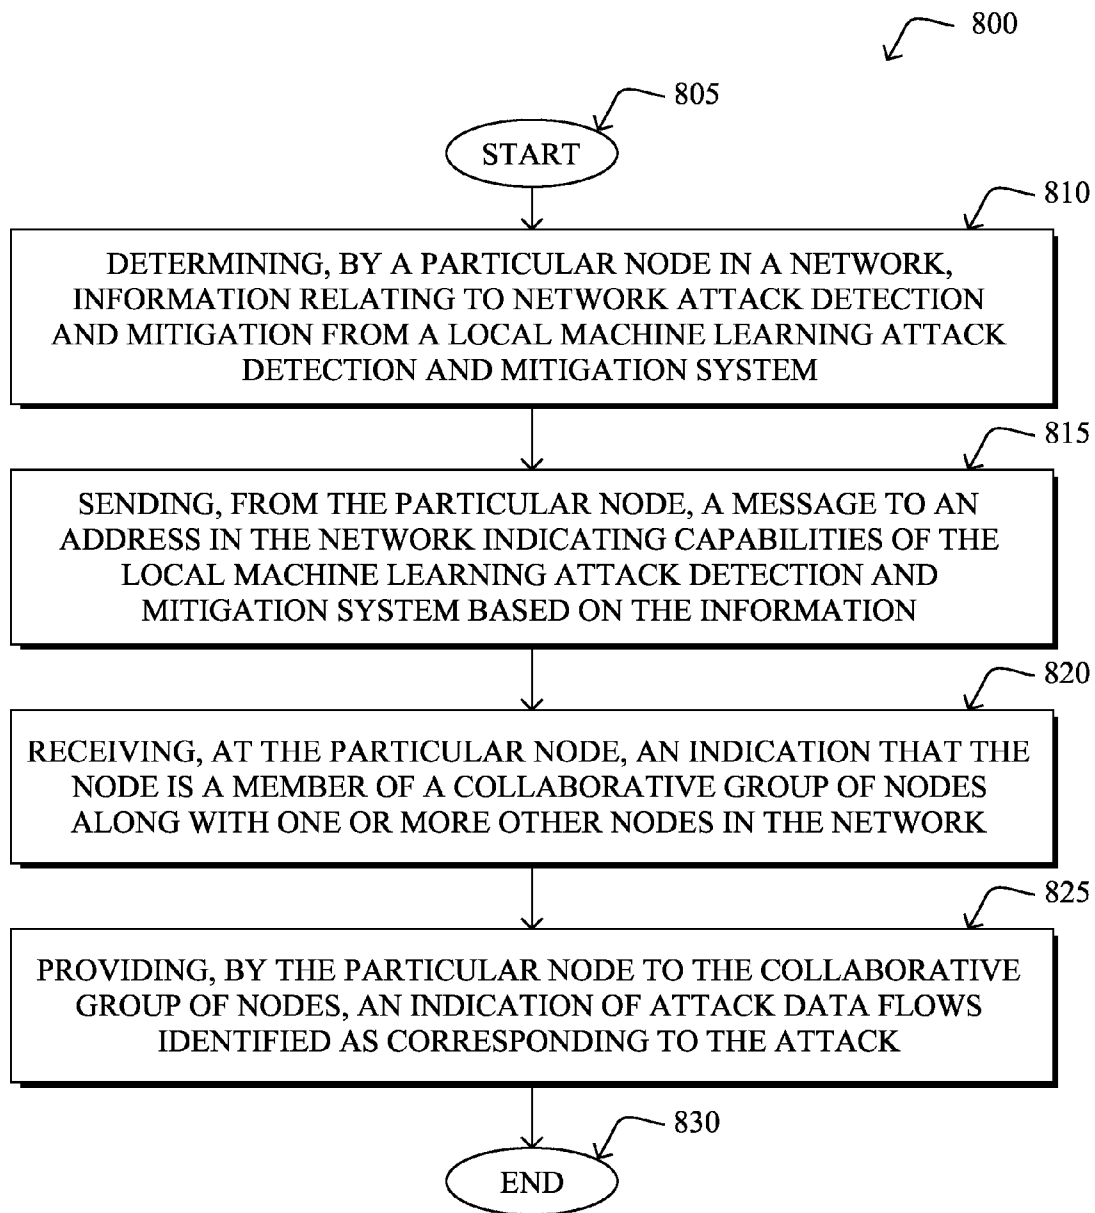 800
805
START
810
DETERMINING, BY A PARTICULAR NODE IN A NETWORK,
INFORMATION RELATING TO NETWORK ATTACK DETECTION
AND MITIGATION FROM A LOCAL MACHINE LEARNING ATTACK
DETECTION AND MITIGATION SYSTEM
815
SENDING, FROM THE PARTICULAR NODE, A MESSAGE TO AN
ADDRESS IN THE NETWORK INDICATING CAPABILITIES OF THE
LOCAL MACHINE LEARNING ATTACK DETECTION AND
MITIGATION SYSTEM BASED ON THE INFORMATION
820
RECEIVING, AT THE PARTICULAR NODE, AN INDICATION THAT THE
NODE IS A MEMBER OF A COLLABORATIVE GROUP OF NODES
ALONG WITH ONE OR MORE OTHER NODES IN THE NETWORK
825
PROVIDING, BY THE PARTICULAR NODE TO THE COLLABORATIVE
GROUP OF NODES, AN INDICATION OF ATTACK DATA FLOWS
IDENTIFIED AS CORRESPONDING TO THE ATTACK
830
END